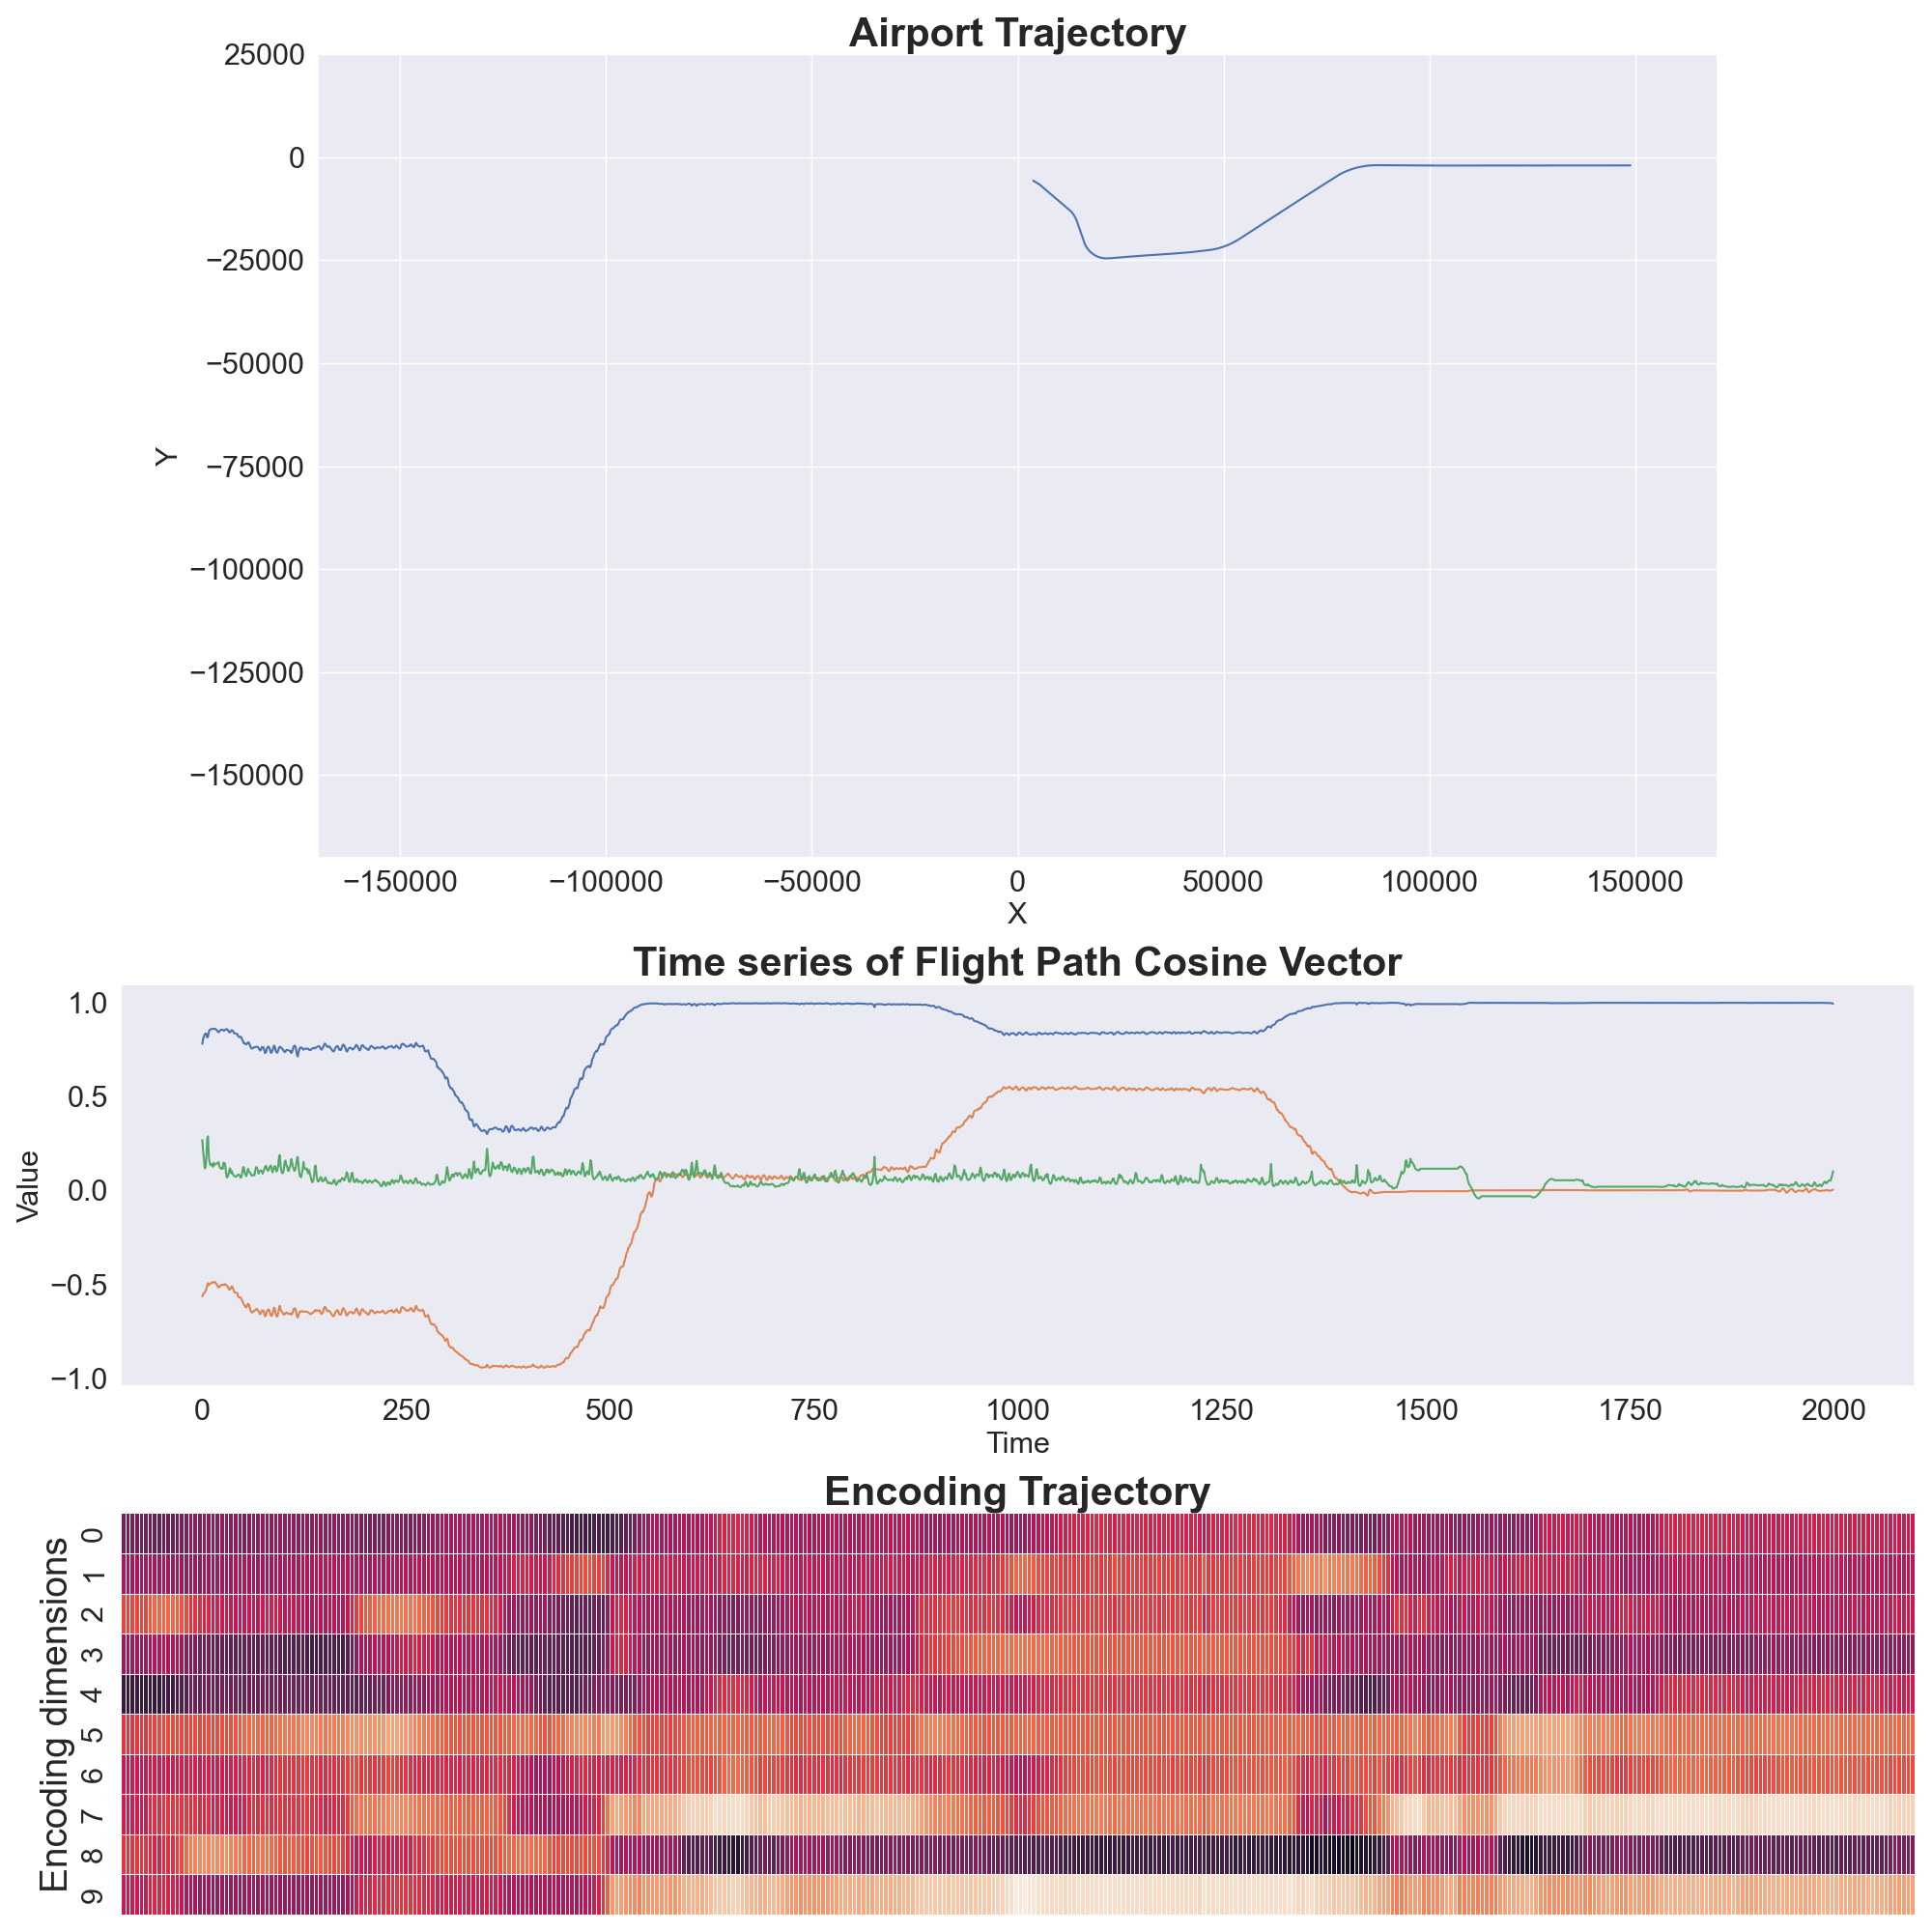 Airport Trajectory
25000
0
−25000
−50000
−75000
−100000
−125000
−150000
Y
−150000 −100000 −50000 0 50000 100000 150000
X
Time series of Flight Path Cosine Vector
1.0
0.5
0.0
−0.5
−1.0
Value
0 250 500 750 1000 1250 1500 1750 2000
Time
Encoding Trajectory
0
1
2
3
4
5
6
7
8
9
Encoding dimensions